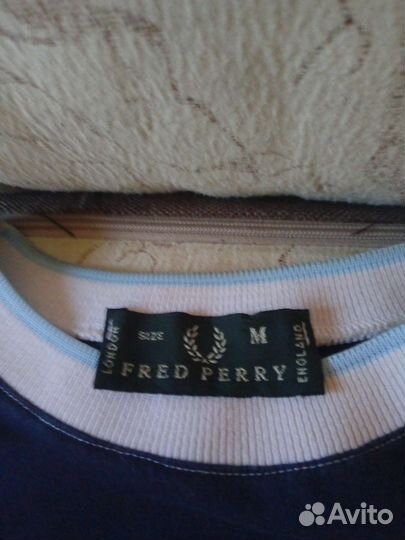 LONDON
SIZE M
FRED PERRY
ENGLAND
Avito